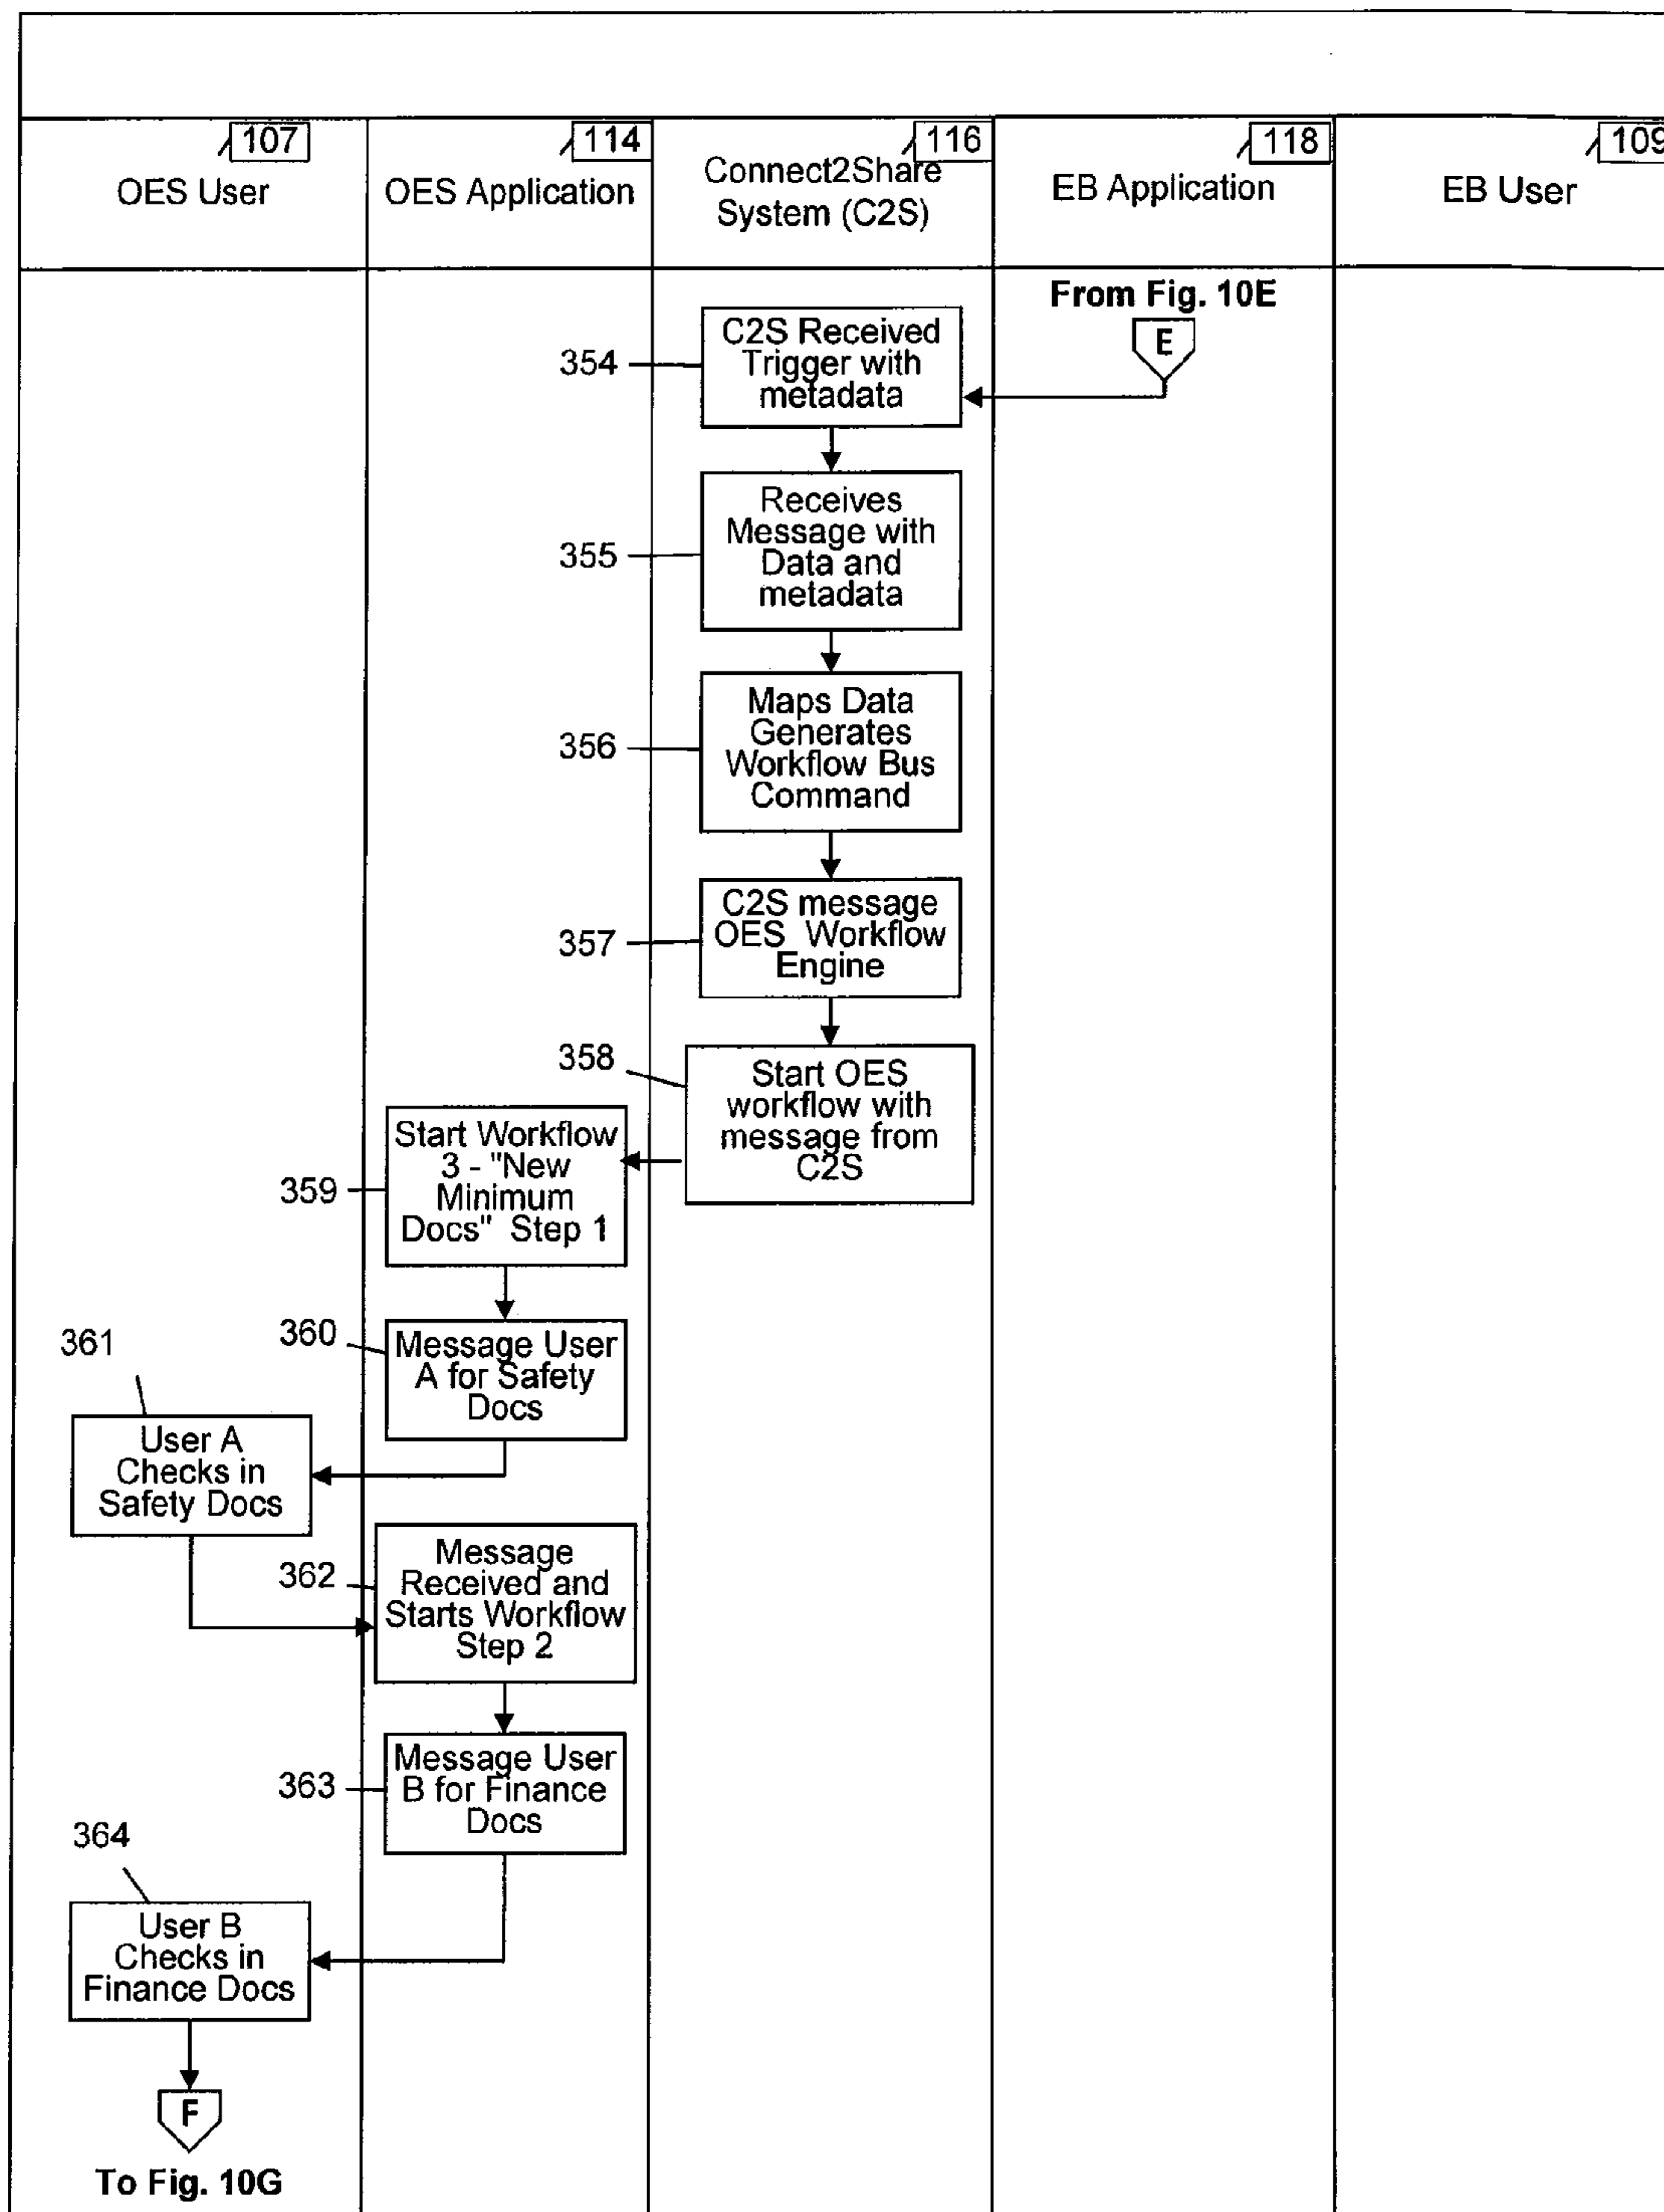 107
OES User
114
OES Application
116
Connect2Share
System (C2S)
118
EB Application
109
EB User
From Fig. 10E
E
354
C2S Received
Trigger with
metadata
355
Receives
Message with
Data and
metadata
356
Maps Data
Generates
Workflow Bus
Command
357
C2S message
OES Workflow
Engine
358
Start OES
workflow with
message from
C2S
359
Start Workflow
3 - "New
Minimum
Docs" Step 1
360
Message User
A for Safety
Docs
361
User A
Checks in
Safety Docs
362
Message
Received and
Starts Workflow
Step 2
363
Message User
B for Finance
Docs
364
User B
Checks in
Finance Docs
F
To Fig. 10G